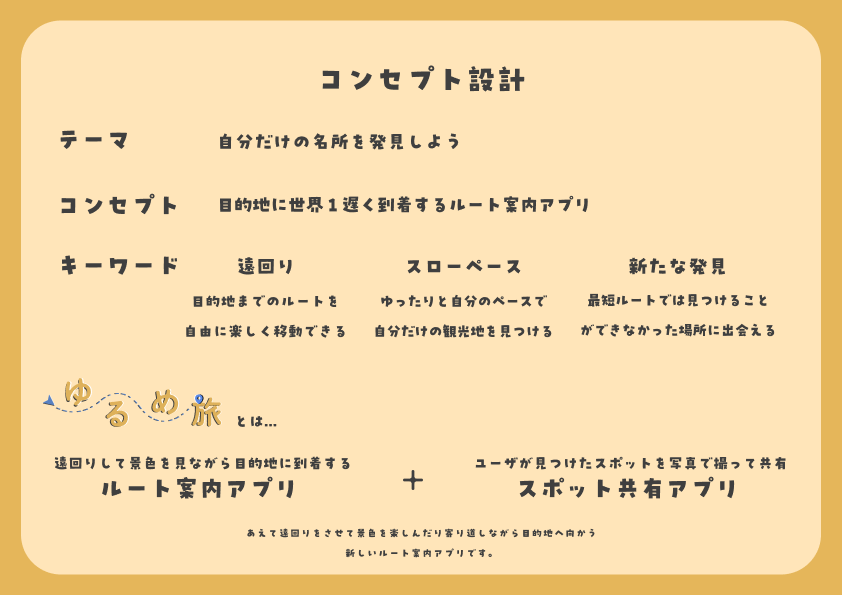 コンセプト設計
テーマ 自分だけの名所を発見しよう
コンセプト 目的地に世界1遅く到着するルート案内アプリ
キーワード 遠回り スローペース 新たな発見
目的地までのルートを ゆったりと自分のペースで 最短ルートでは見つけること
自由に楽しく移動できる 自分だけの観光地を見つける ができなかった場所に出会える
ゆるめ旅 とは...
遠回りして景色を見ながら目的地に到着する ユーザが見つけたスポットを写真で撮って共有
ルート案内アプリ + スポット共有アプリ
あえて遠回りをさせて景色を楽しんだり寄り道しながら目的地へ向かう
新しいルート案内アプリです。